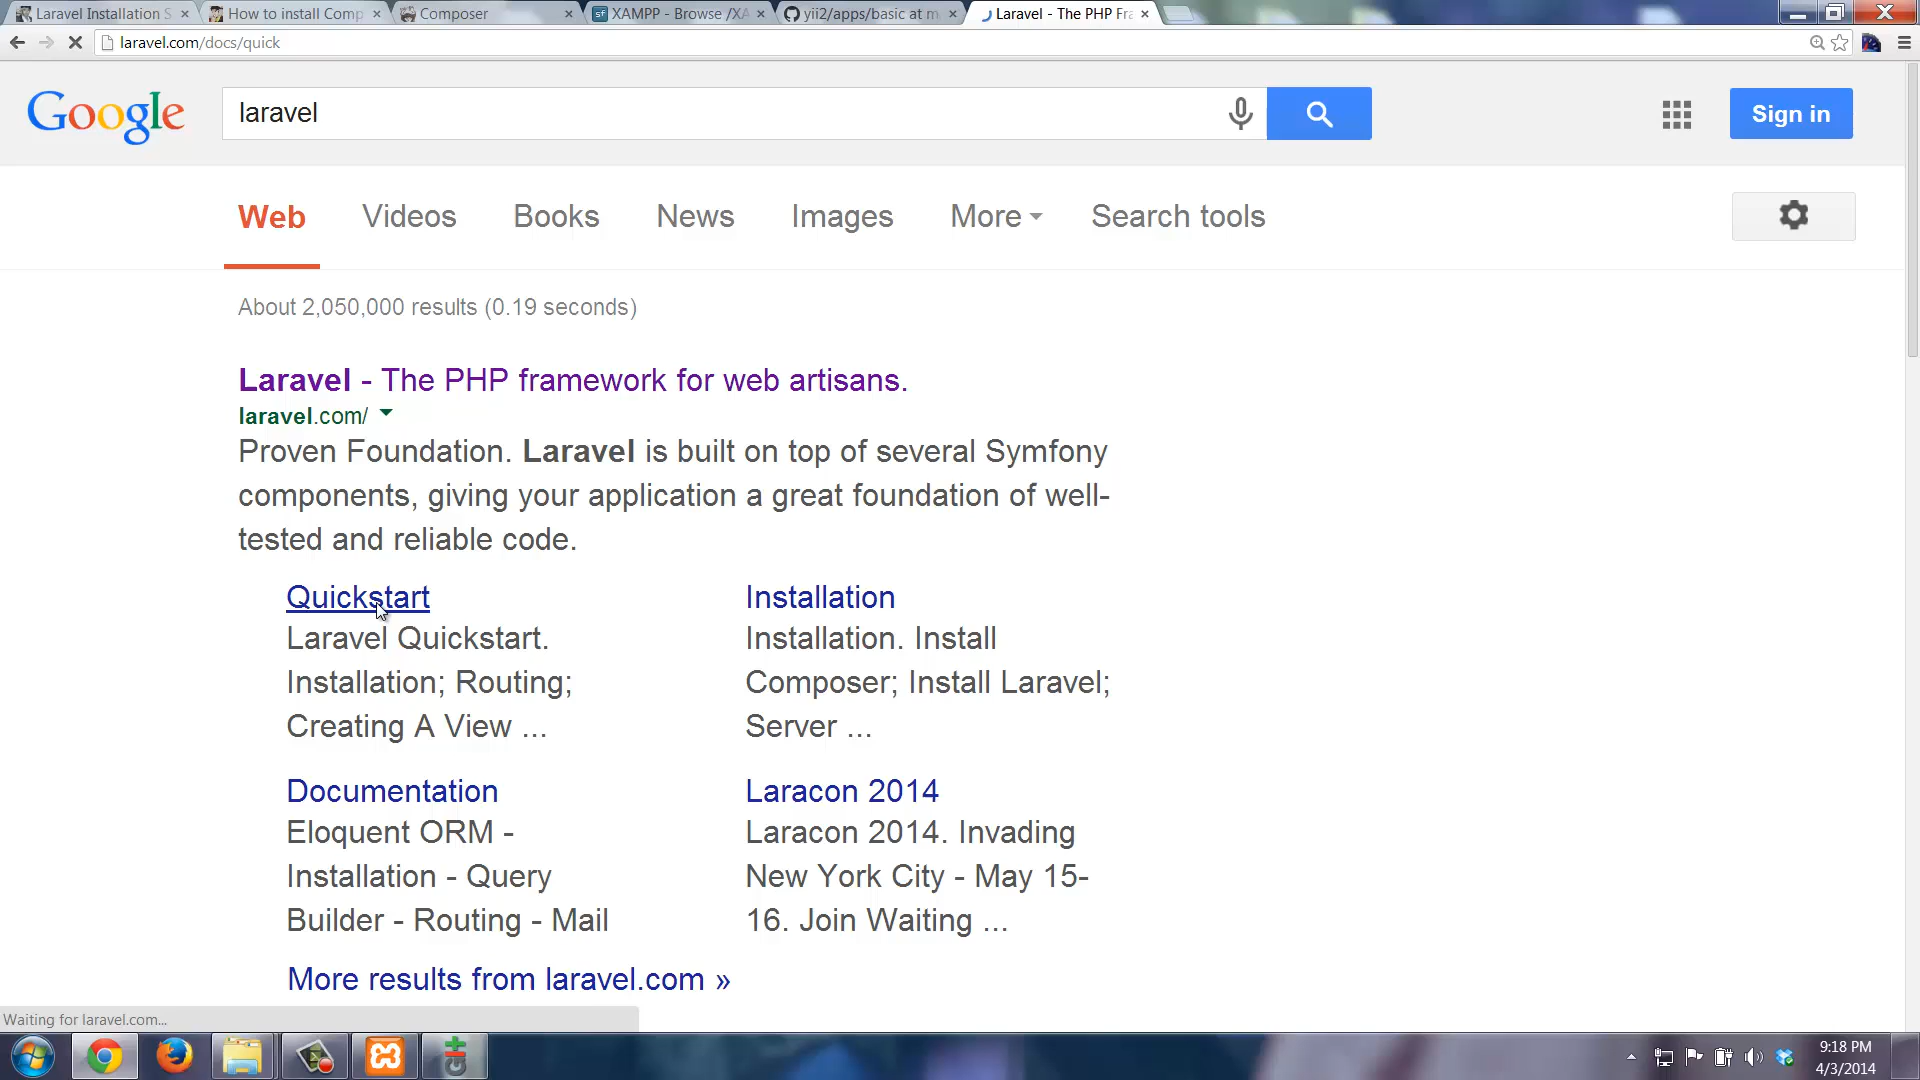 Laravel Installation S
How to install Comp
Composer
XAMPP - Browse /XA
yii2/apps/basic at m
Laravel - The PHP Fra
laravel.com/docs/quick
Google
laravel
Sign in
Web
Videos
Books
News
Images
More
Search tools
About 2,050,000 results (0.19 seconds)
Laravel - The PHP framework for web artisans.
laravel.com/
Proven Foundation. Laravel is built on top of several Symfony
components, giving your application a great foundation of well-
tested and reliable code.
Quickstart
Laravel Quickstart.
Installation; Routing;
Creating A View ...
Installation
Installation. Install
Composer; Install Laravel;
Server ...
Documentation
Eloquent ORM -
Installation - Query
Builder - Routing - Mail
Laracon 2014
Laracon 2014. Invading
New York City - May 15-
16. Join Waiting ...
More results from laravel.com »
Waiting for laravel.com...
9:18 PM
4/3/2014